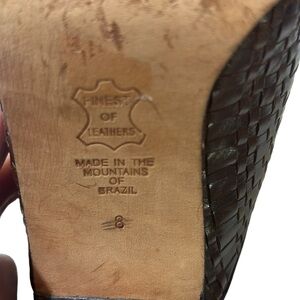 FINEST
OF
LEATHERS
MADE IN THE
MOUNTAINS
OF
BRAZIL
8